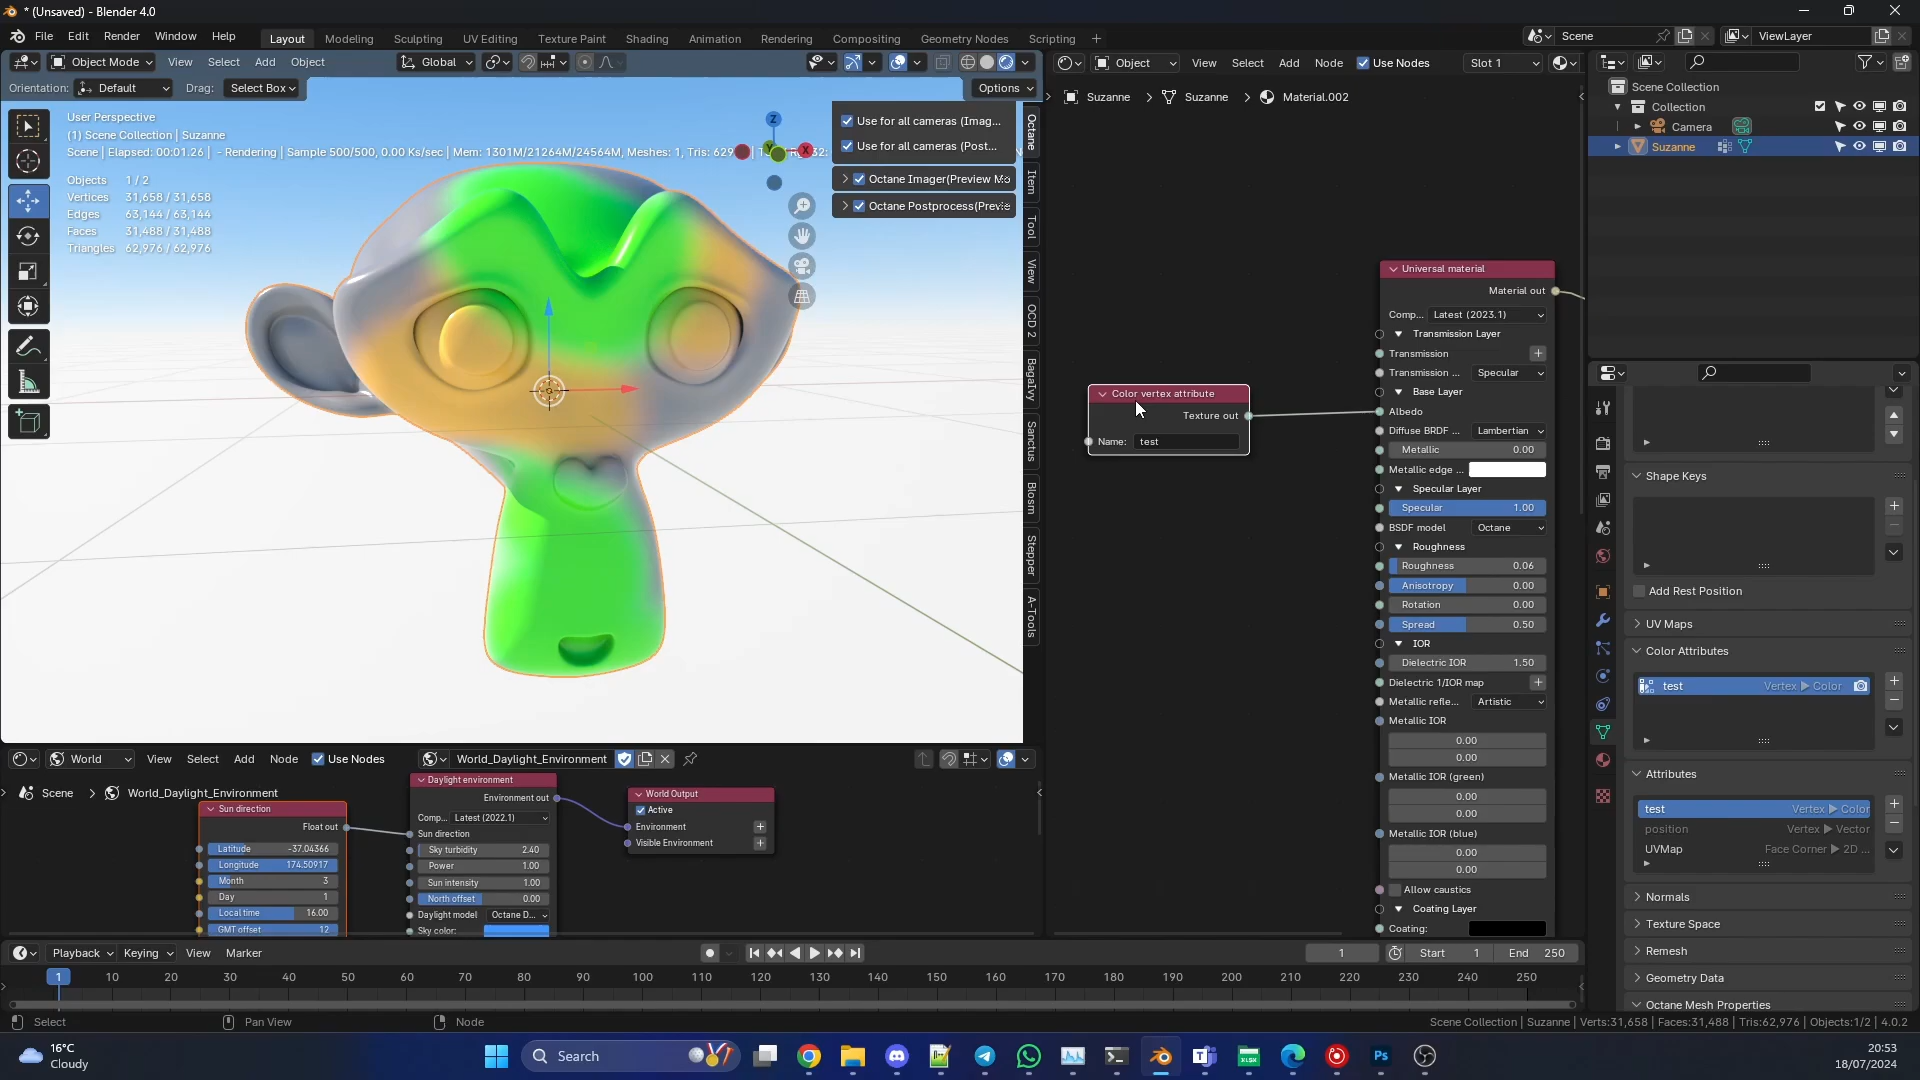 * (Unsaved) - Blender 4.0
File Edit Render Window Help
Layout Modeling Sculpting UV Editing Texture Paint Shading Animation Rendering Compositing Geometry Nodes Scripting +
Scene ViewLayer
Object Mode View Select Add Object Global
Orientation: Default Drag: Select Box Options
User Perspective
(1) Scene Collection | Suzanne
Scene | Elapsed: 00:01.26 | - Rendering | Sample 500/500, 0.00 Ks/sec | Mem: 1301M/21264M/24564M, Meshes: 1, Tris: 629
Objects 1 / 2
Vertices 31,658 / 31,658
Edges 63,144 / 63,144
Faces 31,488 / 31,488
Triangles 62,976 / 62,976
Z
X
Use for all cameras (Imag...
Use for all cameras (Post...
Octane Imager(Preview Mo
Octane Postprocess(Previe
Octane
Item
Tool
View
OCD 2
BagaIvy
Sanctus
Blosm
Stepper
A-Tools
Object View Select Add Node Use Nodes Slot 1
Suzanne > Suzanne > Material.002
Color vertex attribute
Texture out
Name: test
Universal material
Material out
Comp... Latest (2023.1)
Transmission Layer
Transmission
Transmission ... Specular
Base Layer
Albedo
Diffuse BRDF ... Lambertian
Metallic 0.00
Metallic edge ...
Specular Layer
Specular 1.00
BSDF model Octane
Roughness
Roughness 0.06
Anisotropy 0.00
Rotation 0.00
Spread 0.50
IOR
Dielectric IOR 1.50
Dielectric 1/IOR map
Metallic refle... Artistic
Metallic IOR
0.00
0.00
Metallic IOR (green)
0.00
0.00
Metallic IOR (blue)
0.00
0.00
Allow caustics
Coating Layer
Coating:
Scene Collection
Collection
Camera
Suzanne
Shape Keys
Add Rest Position
UV Maps
Color Attributes
test Vertex ▶ Color
Attributes
test Vertex ▶ Color
position Vertex ▶ Vector
UVMap Face Corner ▶ 2D ...
Normals
Texture Space
Remesh
Geometry Data
Octane Mesh Properties
World View Select Add Node Use Nodes World_Daylight_Environment
Scene > World_Daylight_Environment
Sun direction
Float out
Latitude -37.04366
Longitude 174.50917
Month 3
Day 1
Local time 16.00
GMT offset 12
Daylight environment
Environment out
Comp... Latest (2022.1)
Sun direction
Sky turbidity 2.40
Power 1.00
Sun intensity 1.00
North offset 0.00
Daylight model Octane D...
Sky color:
World Output
Active
Environment
Visible Environment
Playback Keying View Marker
1 Start 1 End 250
1 10 20 30 40 50 60 70 80 90 100 110 120 130 140 150 160 170 180 190 200 210 220 230 240 250
Select Pan View Node
Scene Collection | Suzanne | Verts:31,658 | Faces:31,488 | Tris:62,976 | Objects:1/2 | 4.0.2
16°C
Cloudy
Search
20:53
18/07/2024